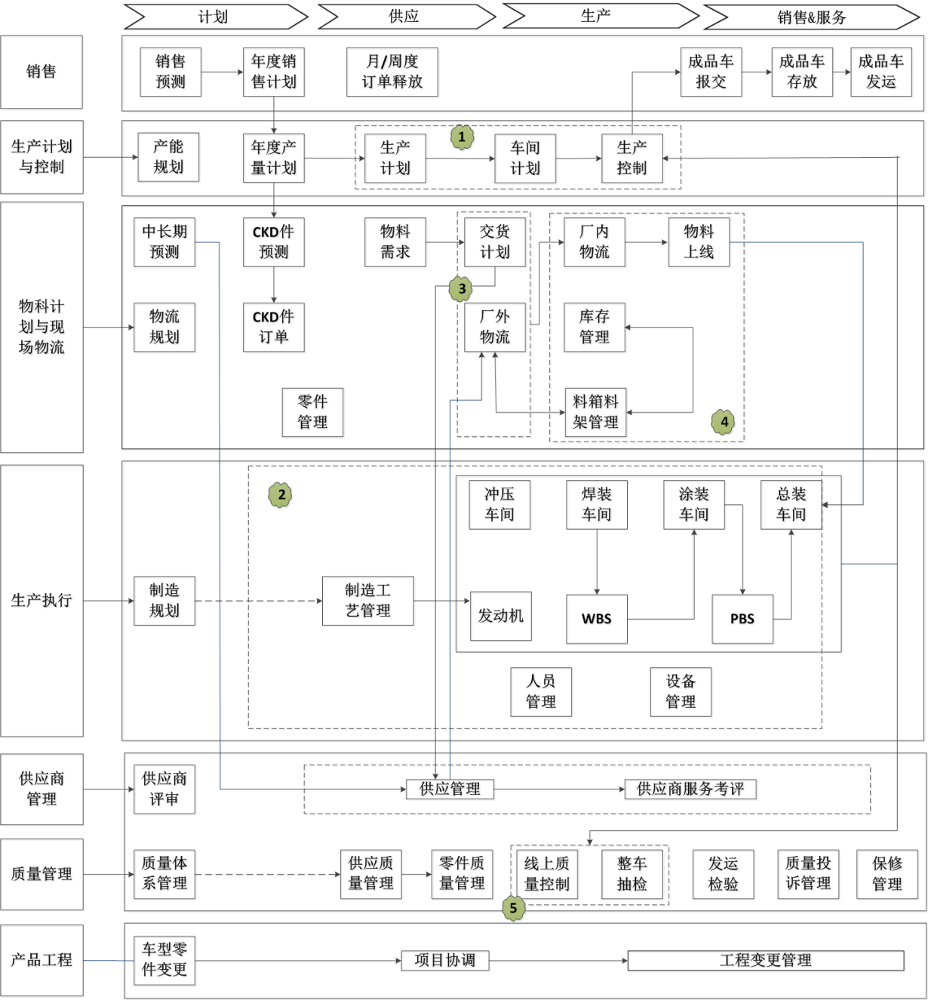 计划
供应
生产
销售&服务
销售
销售
预测
年度销
售计划
月/周度
订单释放
成品车
报交
成品车
存放
成品车
发运
生产计划
与控制
产能
规划
年度产
量计划
生产
计划
1
车间
计划
生产
控制
物科计
划与现
场物流
中长期
预测
CKD件
预测
物料
需求
交货
计划
厂内
物流
物料
上线
3
物流
规划
CKD件
订单
厂外
物流
库存
管理
零件
管理
料箱料
架管理
4
生产执行
2
冲压
车间
焊装
车间
涂装
车间
总装
车间
制造
规划
制造工
艺管理
发动机
WBS
PBS
人员
管理
设备
管理
供应商
管理
供应商
评审
供应管理
供应商服务考评
质量管理
质量体
系管理
供应质
量管理
零件质
量管理
线上质
量控制
整车
抽检
发运
检验
质量投
诉管理
保修
管理
5
产品工程
车型零
件变更
项目协调
工程变更管理